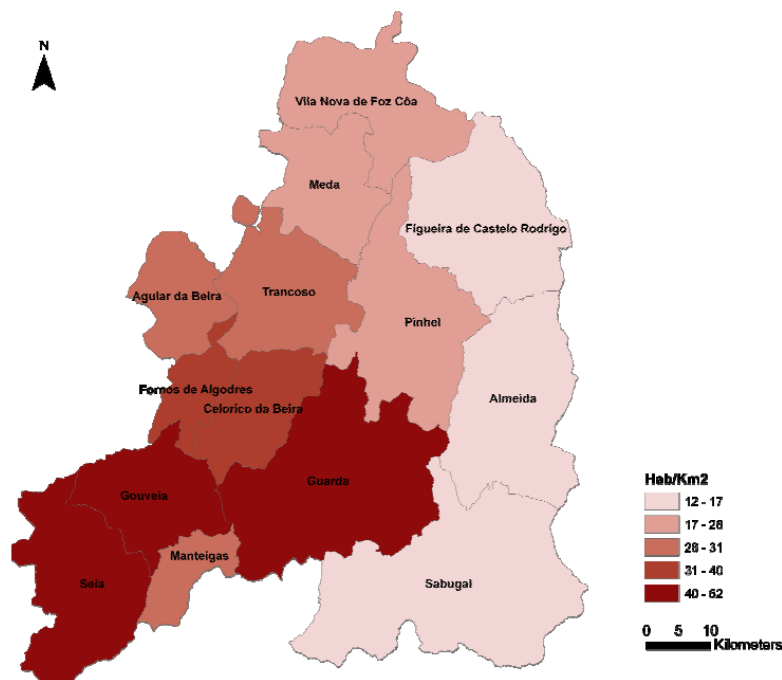 N
Vila Nova de Foz Côa
Meda
Figueira de Castelo Rodrigo
Aguiar da Beira
Trancoso
Pinhel
Fornos de Algodres
Celorico da Beira
Almeida
Guarda
Gouveia
Manteigas
Seia
Sabugal
Hab/Km2
12 - 17
17 - 28
28 - 31
31 - 40
40 - 62
0 5 10
Kilometers